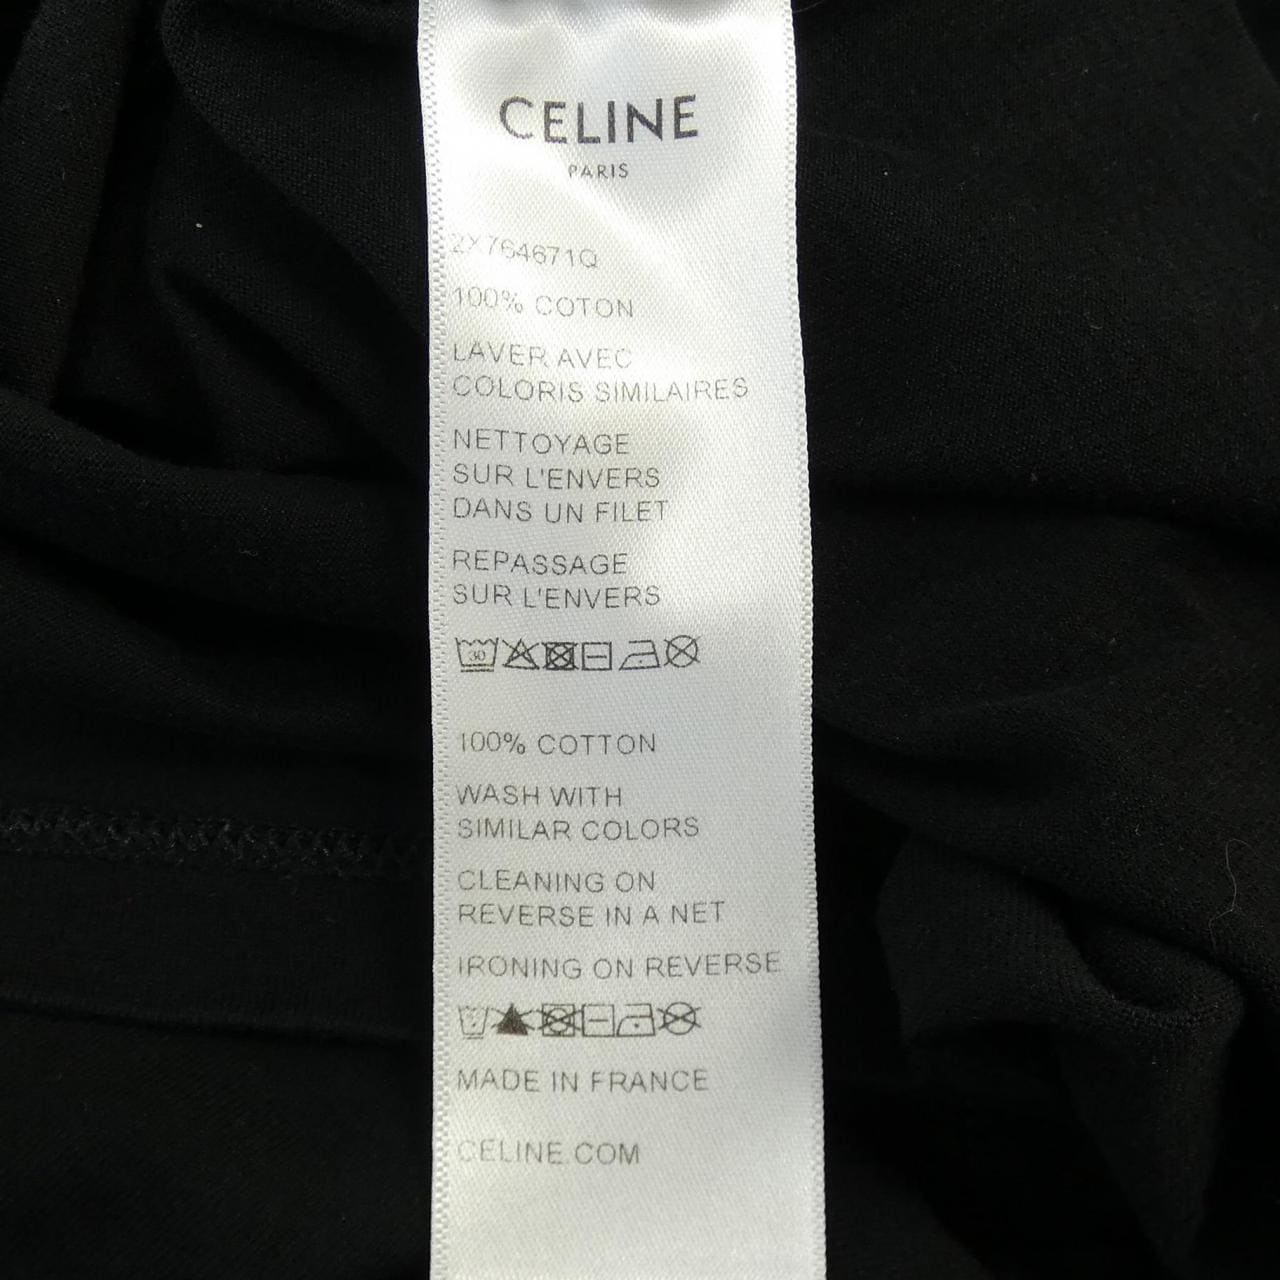 CELINE
PARIS
2X764671Q
100% COTON
LAVER AVEC
COLORIS SIMILAIRES
NETTOYAGE
SUR L'ENVERS
DANS UN FILET
REPASSAGE
SUR L'ENVERS
30
100% COTTON
WASH WITH
SIMILAR COLORS
CLEANING ON
REVERSE IN A NET
IRONING ON REVERSE
MADE IN FRANCE
CELINE.COM